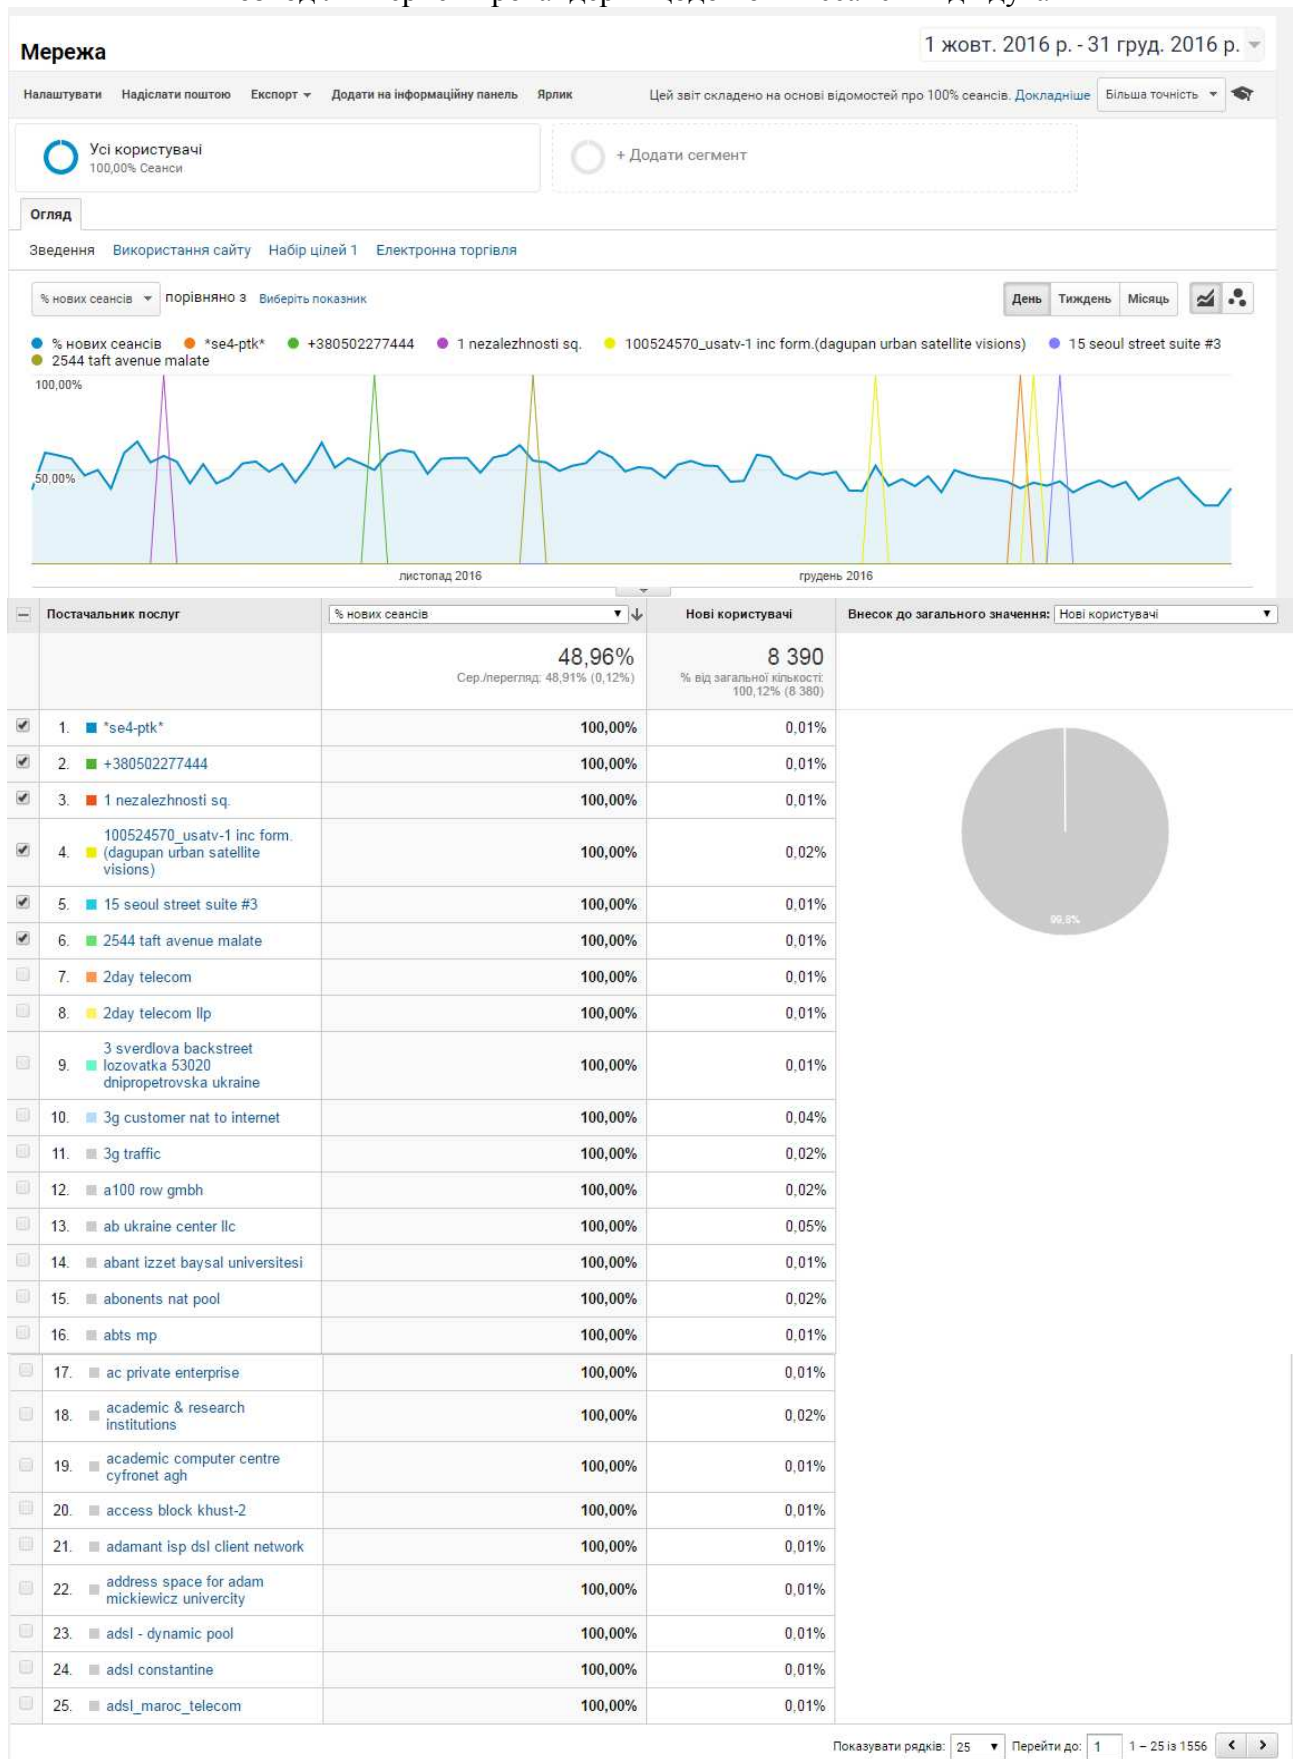 Мережа
1 жовт. 2016 р. - 31 груд. 2016 р.
Налаштувати Надіслати поштою Експорт Додати на інформаційну панель Ярлик Цей звіт складено на основі відомостей про 100% сеансів. Докладніше Більша точність
Усі користувачі
100,00% Сеанси
+ Додати сегмент
Огляд
Зведення Використання сайту Набір цілей 1 Електронна торгівля
% нових сеансів порівняно з Виберіть показник День Тиждень Місяць
% нових сеансів *se4-ptk* +380502277444 1 nezalezhnosti sq. 100524570_usatv-1 inc form.(dagupan urban satellite visions) 15 seoul street suite #3
2544 taft avenue malate
100,00%
50,00%
листопад 2016 грудень 2016
Постачальник послуг % нових сеансів Нові користувачі Внесок до загального значення: Нові користувачі
48,96% 8 390
Сер./перегляд: 48,91% (0,12%) % від загальної кількості:
100,12% (8 380)
1. *se4-ptk* 100,00% 0,01%
2. +380502277444 100,00% 0,01%
3. 1 nezalezhnosti sq. 100,00% 0,01%
100524570_usatv-1 inc form.
4. (dagupan urban satellite 100,00% 0,02%
visions)
5. 15 seoul street suite #3 100,00% 0,01%
99,8%
6. 2544 taft avenue malate 100,00% 0,01%
7. 2day telecom 100,00% 0,01%
8. 2day telecom llp 100,00% 0,01%
3 sverdlova backstreet
9. lozovatka 53020 100,00% 0,01%
dnipropetrovska ukraine
10. 3g customer nat to internet 100,00% 0,04%
11. 3g traffic 100,00% 0,02%
12. a100 row gmbh 100,00% 0,02%
13. ab ukraine center llc 100,00% 0,05%
14. abant izzet baysal universitesi 100,00% 0,01%
15. abonents nat pool 100,00% 0,02%
16. abts mp 100,00% 0,01%
17. ac private enterprise 100,00% 0,01%
academic & research
18. institutions 100,00% 0,02%
academic computer centre
19. cyfronet agh 100,00% 0,01%
20. access block khust-2 100,00% 0,01%
21. adamant isp dsl client network 100,00% 0,01%
address space for adam
22. mickiewicz univercity 100,00% 0,01%
23. adsl - dynamic pool 100,00% 0,01%
24. adsl constantine 100,00% 0,01%
25. adsl_maroc_telecom 100,00% 0,01%
Показувати рядків: 25 Перейти до: 1 1 – 25 із 1556